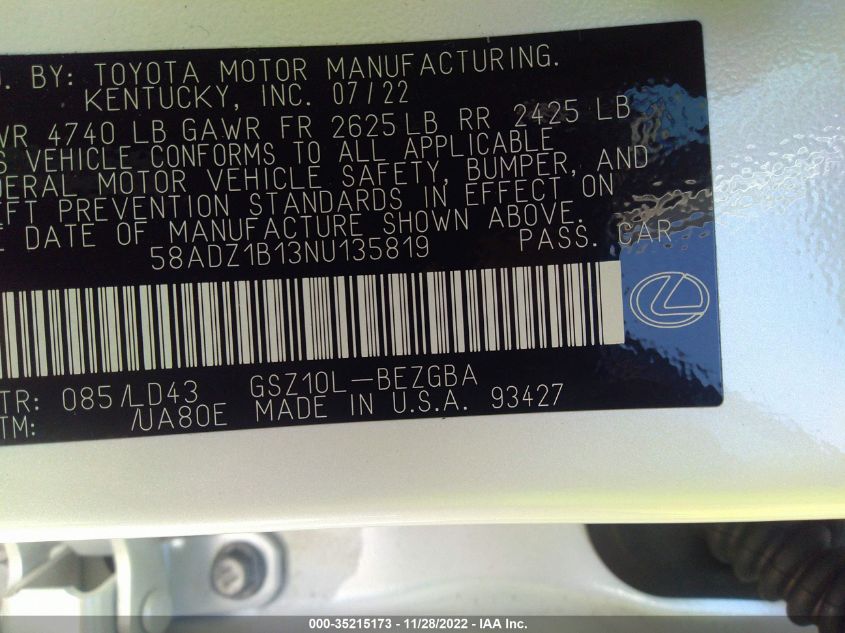 D. BY: TOYOTA MOTOR MANUFACTURING.
KENTUCKY, INC. 07/22
WR 4740 LB GAWR FR 2625 LB RR 2425 LB
S VEHICLE CONFORMS TO ALL APPLICABLE
DERAL MOTOR VEHICLE SAFETY, BUMPER, AND
EFT PREVENTION STANDARDS IN EFFECT ON
E DATE OF MANUFACTURE SHOWN ABOVE.
58ADZ1B13NU135819 PASS. CAR
TR: 085/LD43 GSZ10L-BEZGBA
TM: /UA80E MADE IN U.S.A. 93427
000-35215173 - 11/28/2022 - IAA Inc.